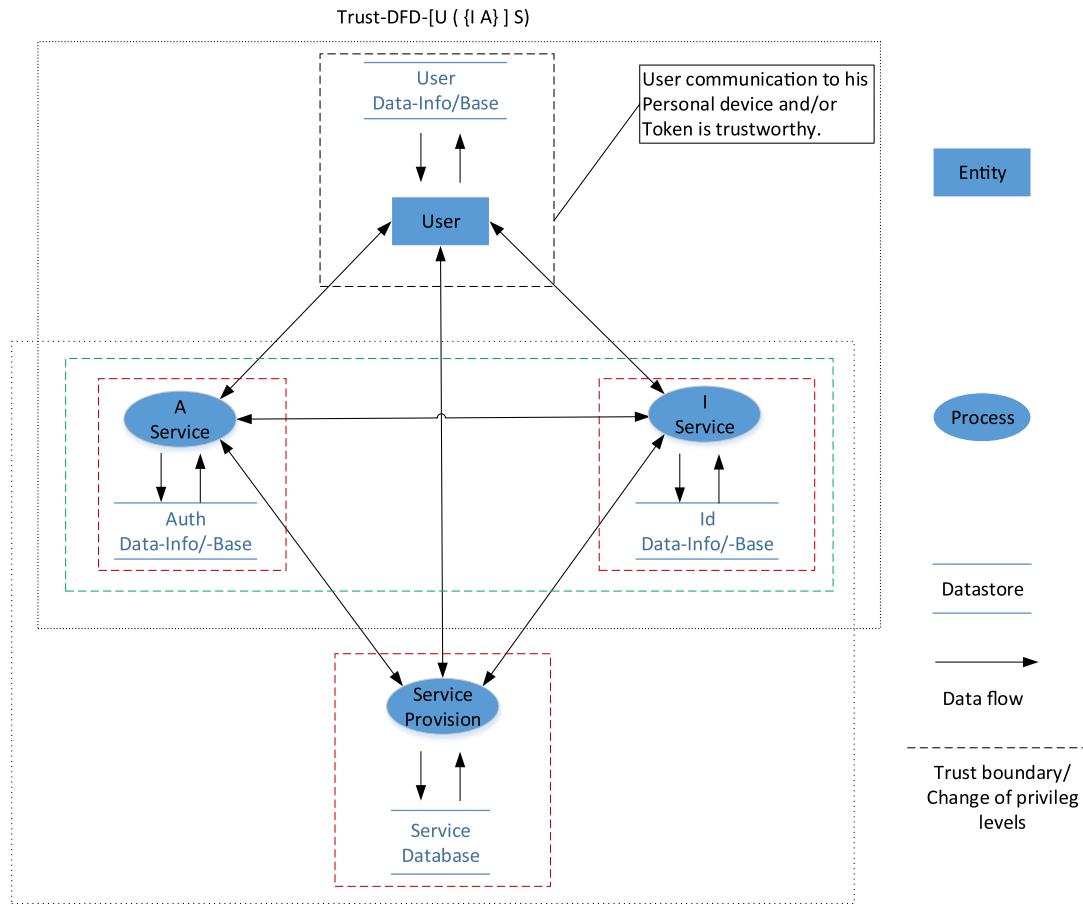 Trust-DFD-[U ( {I A} ] S)
User
Data-Info/Base
User communication to his
Personal device and/or
Token is trustworthy.
Entity
User
A
Service
I
Service
Process
Auth
Data-Info/-Base
Id
Data-Info/-Base
Datastore
Service
Provision
Data flow
Trust boundary/
Change of privileg
levels
Service
Database